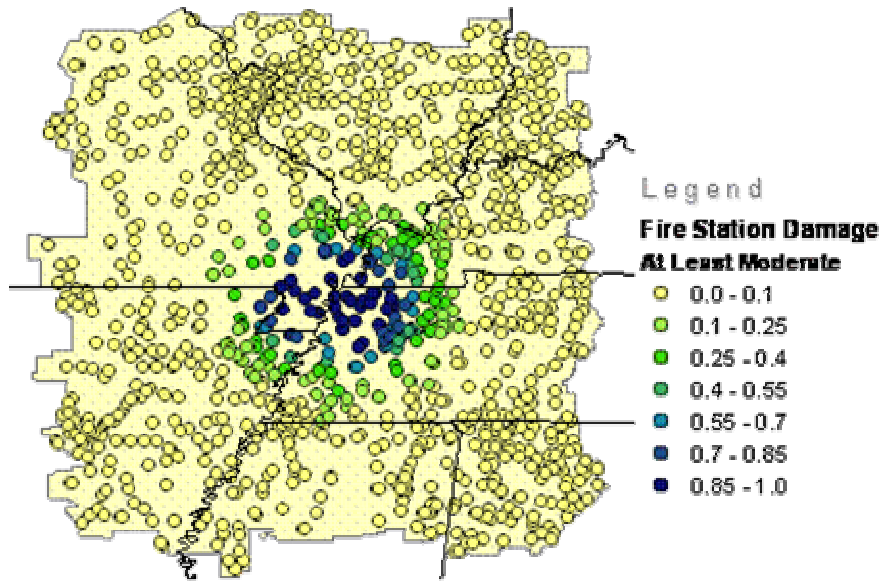 Legend
Fire Station Damage
At Least Moderate
0.0 - 0.1
0.1 - 0.25
0.25 - 0.4
0.4 - 0.55
0.55 - 0.7
0.7 - 0.85
0.85 - 1.0